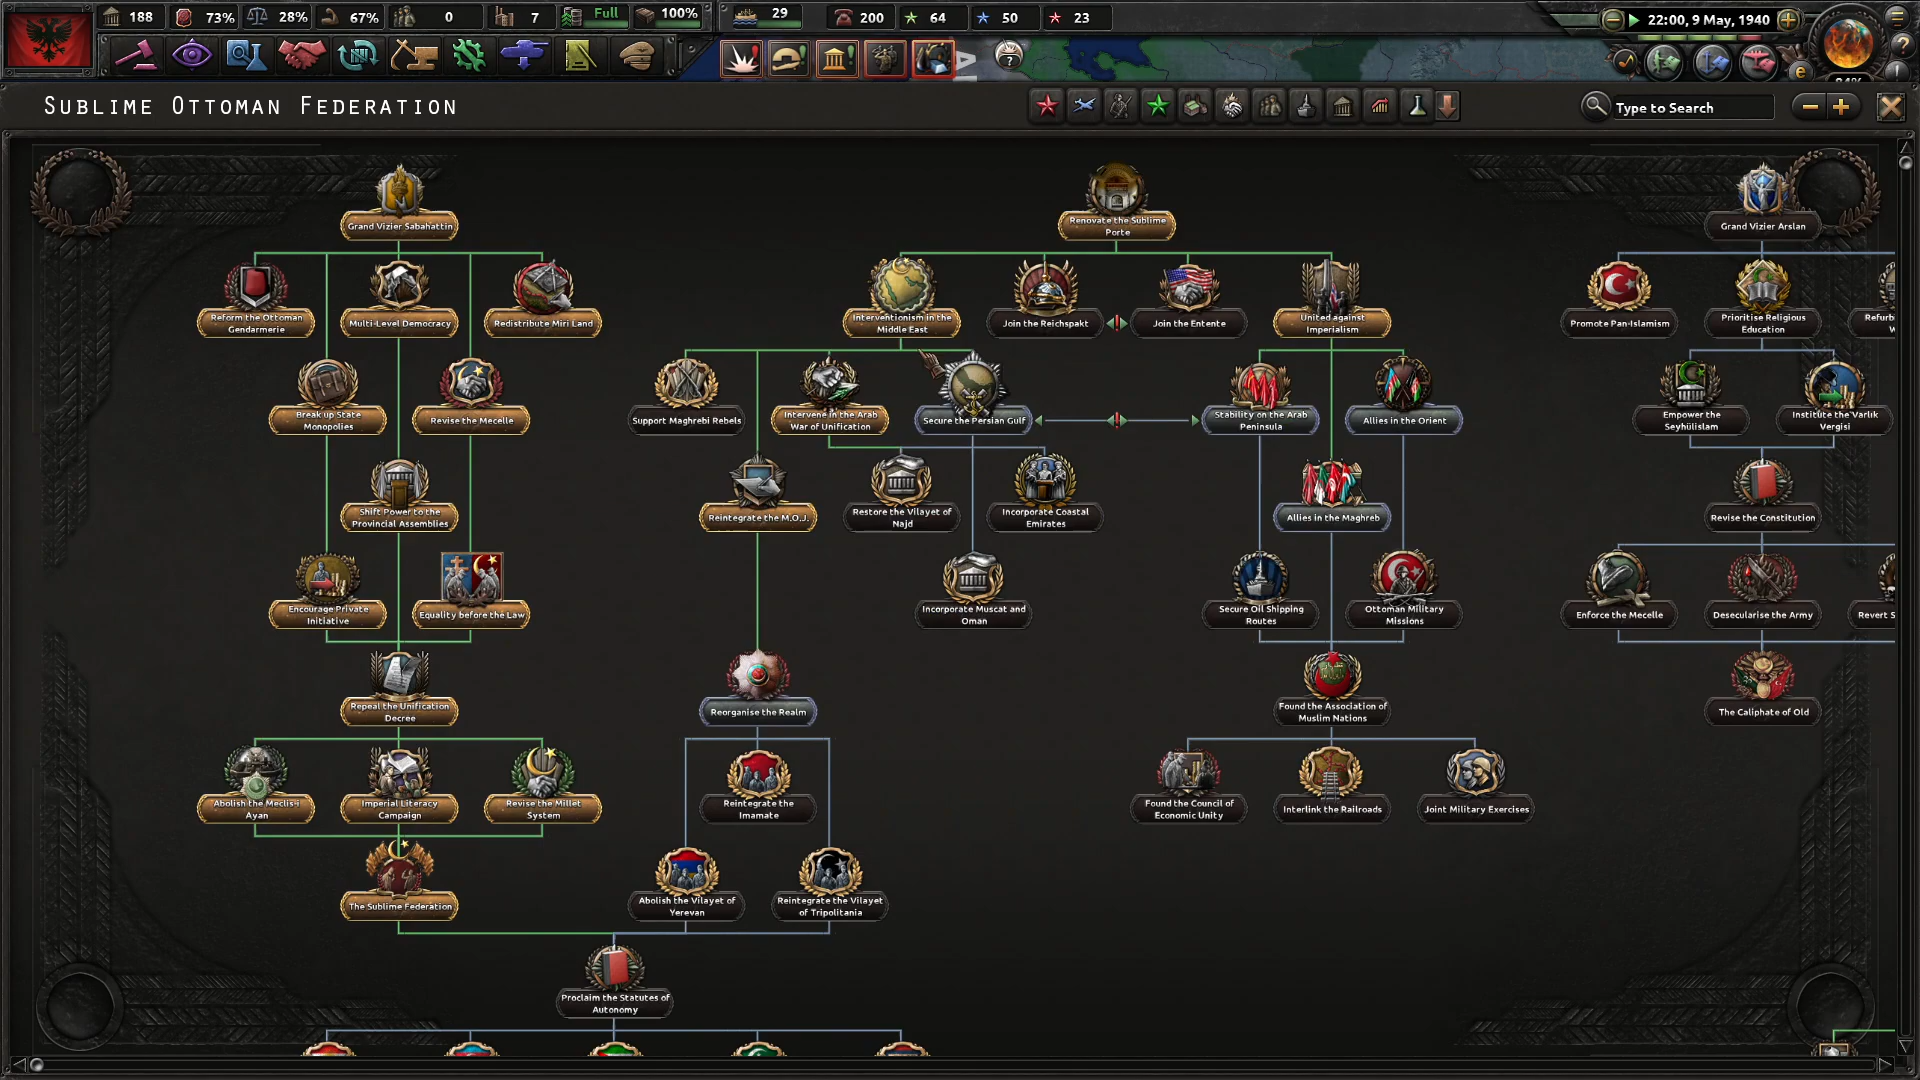 188
73%
28%
67%
0
7
Full
100%
29
200
64
50
23
22:00, 9 May, 1940
SUBLIME OTTOMAN FEDERATION
Type to Search
Grand Vizier Sabahattin
Renovate the Sublime
Porte
Grand Vizier Arslan
Reform the Ottoman
Gendarmerie
Multi-Level Democracy
Redistribute Miri Land
Interventionism in the
Middle East
Join the Reichspakt
Join the Entente
United against
Imperialism
Promote Pan-Islamism
Prioritise Religious
Education
Break up State
Monopolies
Revise the Mecelle
Support Maghrebi Rebels
Intervene in the Arab
War of Unification
Secure the Persian Gulf
Stability on the Arab
Peninsula
Allies in the Orient
Empower the
Seyhülislam
Institute the Varlık
Vergisi
Shift Power to the
Provincial Assemblies
Reintegrate the M.O.J.
Restore the Vilayet of
Najd
Incorporate Coastal
Emirates
Allies in the Maghreb
Revise the Constitution
Encourage Private
Initiative
Equality before the Law
Incorporate Muscat and
Oman
Secure Oil Shipping
Routes
Ottoman Military
Missions
Enforce the Mecelle
Desecularise the Army
Revert S
Repeal the Unification
Decree
Reorganise the Realm
Found the Association of
Muslim Nations
The Caliphate of Old
Abolish the Meclis-i
Ayan
Imperial Literacy
Campaign
Revise the Millet
System
Reintegrate the
Imamate
Found the Council of
Economic Unity
Interlink the Railroads
Joint Military Exercises
The Sublime Federation
Abolish the Vilayet of
Yerevan
Reintegrate the Vilayet
of Tripolitania
Proclaim the Statutes of
Autonomy